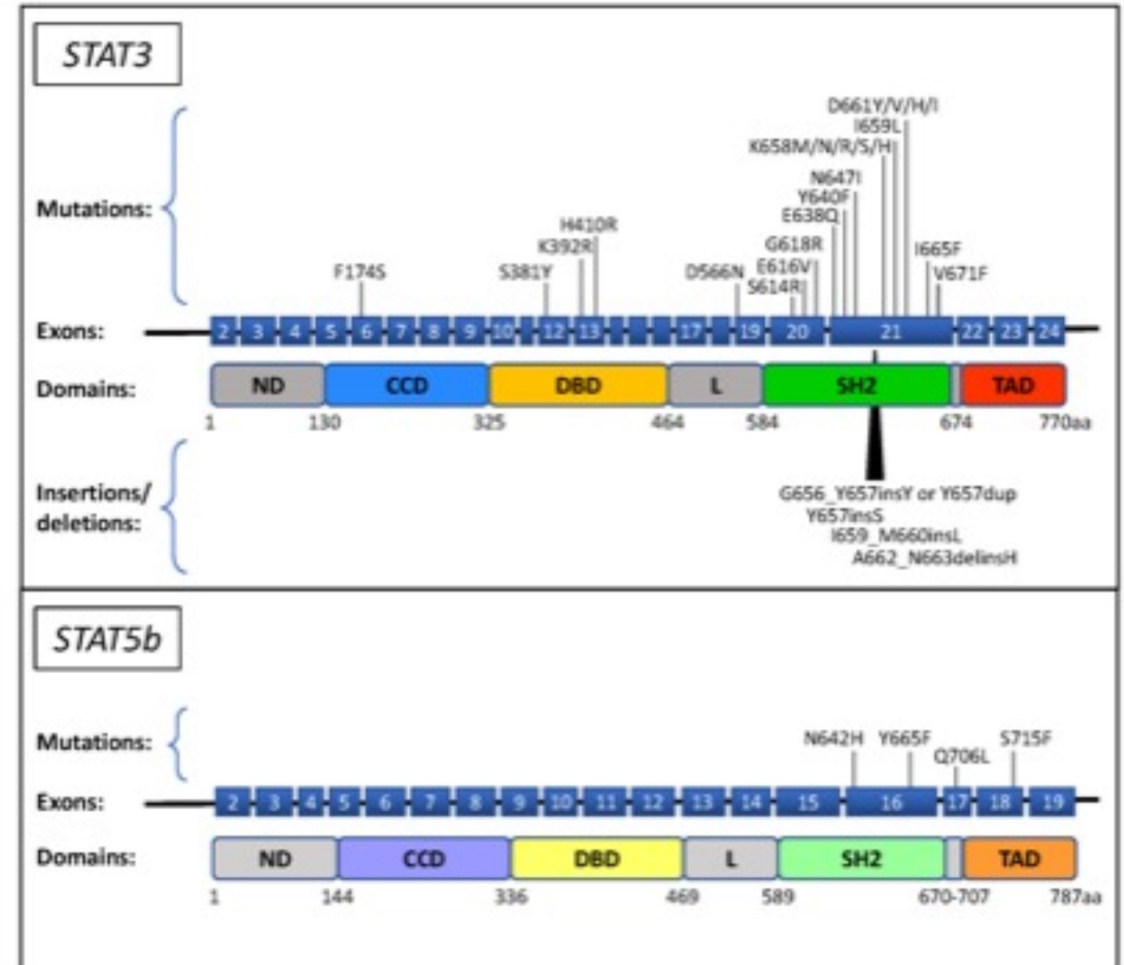 STAT3
D661Y/V/H/I
I659L
K658M/N/R/S/H
N647I
Y640F
E638Q
H410R
K392R
G618R
I665F
F174S
S381Y
D566N
E616V
V671F
S614R
Mutations:
Exons: 2 3 4 5 6 7 8 9 10 12 13 17 19 20 21 22 23 24
Domains: ND CCD DBD L SH2 TAD
1 130 325 464 584 674 770aa
Insertions/
deletions:
G656_Y657insY or Y657dup
Y657insS
I659_M660insL
A662_N663delinsH
STAT5b
Mutations:
N642H Y665F S715F
Q706L
Exons: 2 3 4 5 6 7 8 9 10 11 12 13 14 15 16 17 18 19
Domains: ND CCD DBD L SH2 TAD
1 144 336 469 589 670-707 787aa